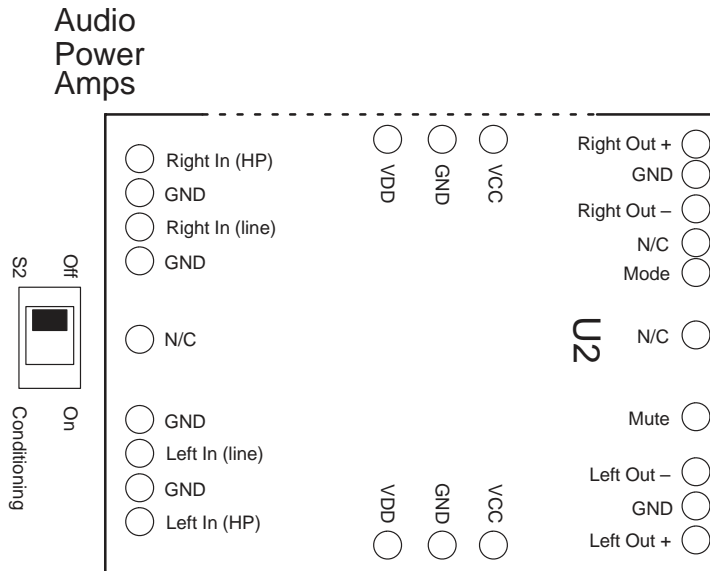 Audio
Power
Amps
Right In (HP)
GND
Right In (line)
GND
N/C
GND
Left In (line)
GND
Left In (HP)
VDD
GND
VCC
VDD
GND
VCC
Right Out +
GND
Right Out –
N/C
Mode
N/C
Mute
Left Out –
GND
Left Out +
U2
S2
Off
Conditioning
On